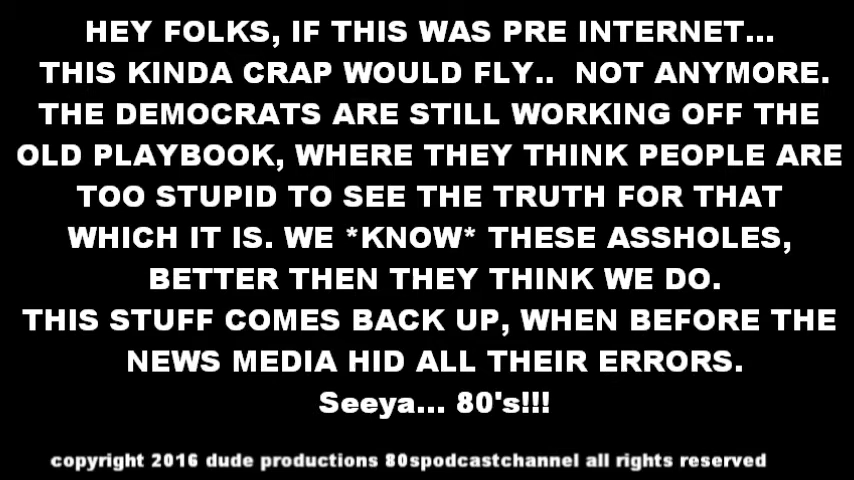 HEY FOLKS, IF THIS WAS PRE INTERNET...
THIS KINDA CRAP WOULD FLY.. NOT ANYMORE.
THE DEMOCRATS ARE STILL WORKING OFF THE
OLD PLAYBOOK, WHERE THEY THINK PEOPLE ARE
TOO STUPID TO SEE THE TRUTH FOR THAT
WHICH IT IS. WE *KNOW* THESE ASSHOLES,
BETTER THEN THEY THINK WE DO.
THIS STUFF COMES BACK UP, WHEN BEFORE THE
NEWS MEDIA HID ALL THEIR ERRORS.
Seeya... 80's!!!
copyright 2016 dude productions 80spodcastchannel all rights reserved